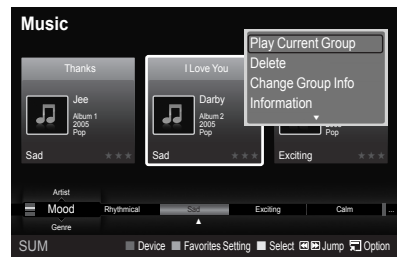 Music
Play Current Group
Delete
Change Group Info
Information
Thanks
I Love You
Jee
Album 1
2005
Pop
Darby
Album 2
2005
Pop
Pop
Sad
Sad
Exciting
Artist
Mood
Rhythmical
Sad
Exciting
Calm
...
Genre
SUM
Device
Favorites Setting
Select
Jump
Option